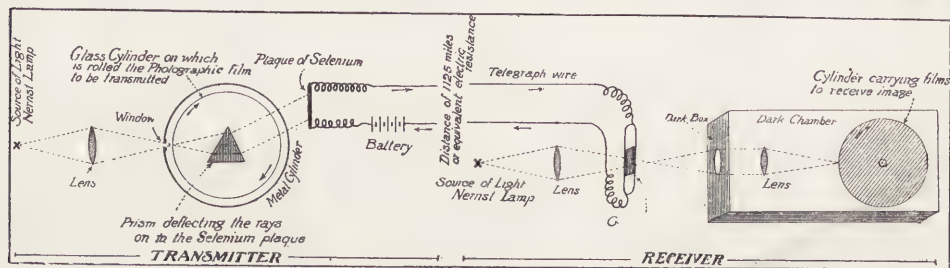 Source of Light
Nernst Lamp
Glass Cylinder on which
is rolled the Photographic film
to be transmitted
Window
Lens
Prism deflecting the rays
on to the Selenium plaque
Metal Cylinder
Plaque of Selenium
Battery
TRANSMITTER
Distance of 1125 miles
or equivalent electric
resistance
Telegraph wire
Source of Light
Nernst Lamp
Lens
G
Dark Box
Dark Chamber
Lens
Cylinder carrying films
to receive image
RECEIVER